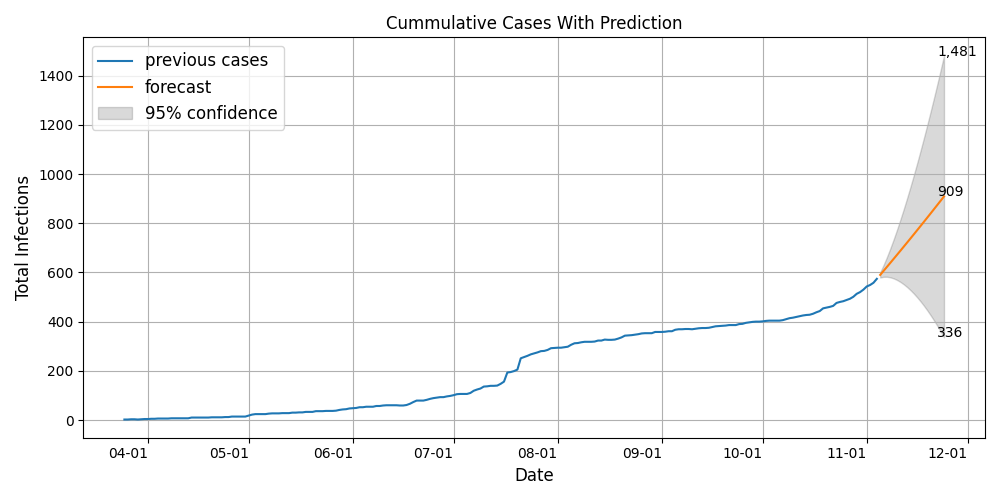 Cummulative Cases With Prediction
previous cases
forecast
95% confidence
1,481
909
336
1400
1200
1000
800
600
400
200
0
Total Infections
04-01 05-01 06-01 07-01 08-01 09-01 10-01 11-01 12-01
Date